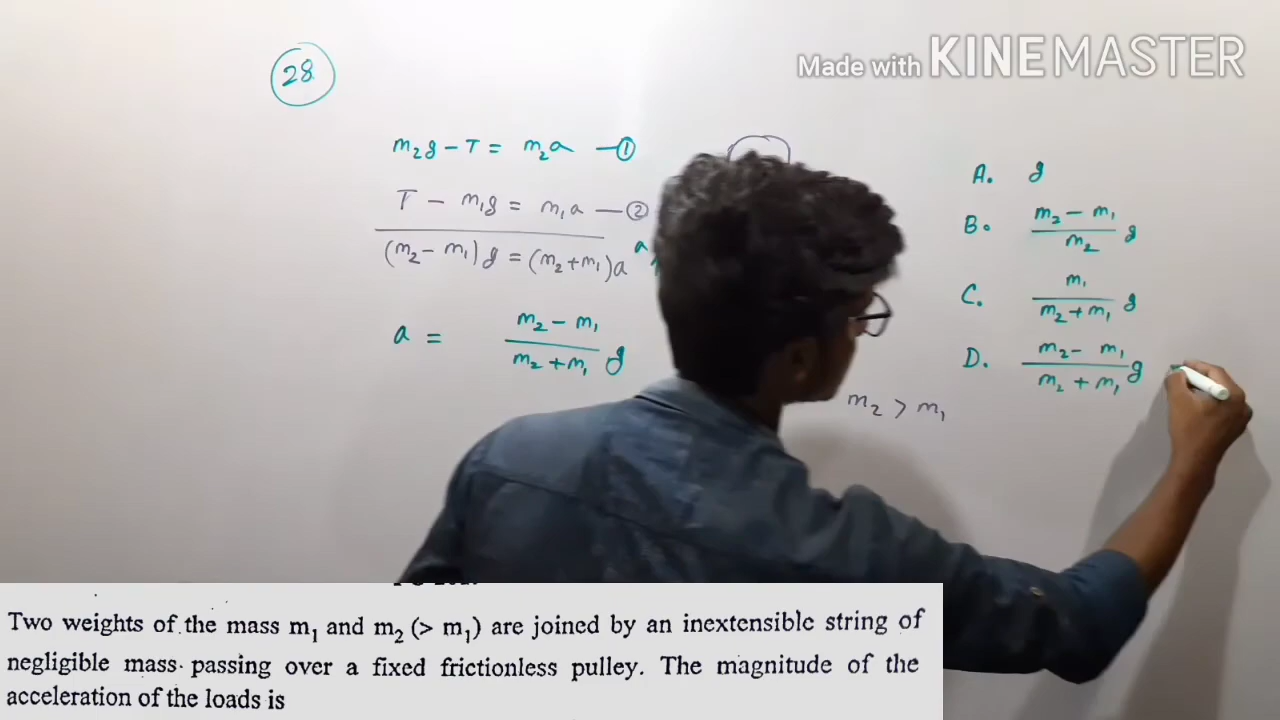 Made with KINEMASTER
28
m₂g - T = m₂a — ①
T - m₁g = m₁a — ②
(m₂ - m₁) g = (m₂+m₁)a
a
a = m₂ - m₁ / m₂ + m₁ g
m₂ > m₁
A. g
B. m₂ - m₁ / m₂ g
C. m₁ / m₂ + m₁ g
D. m₂ - m₁ / m₂ + m₁ g
Two weights of the mass m₁ and m₂ (> m₁) are joined by an inextensible string of
negligible mass passing over a fixed frictionless pulley. The magnitude of the
acceleration of the loads is